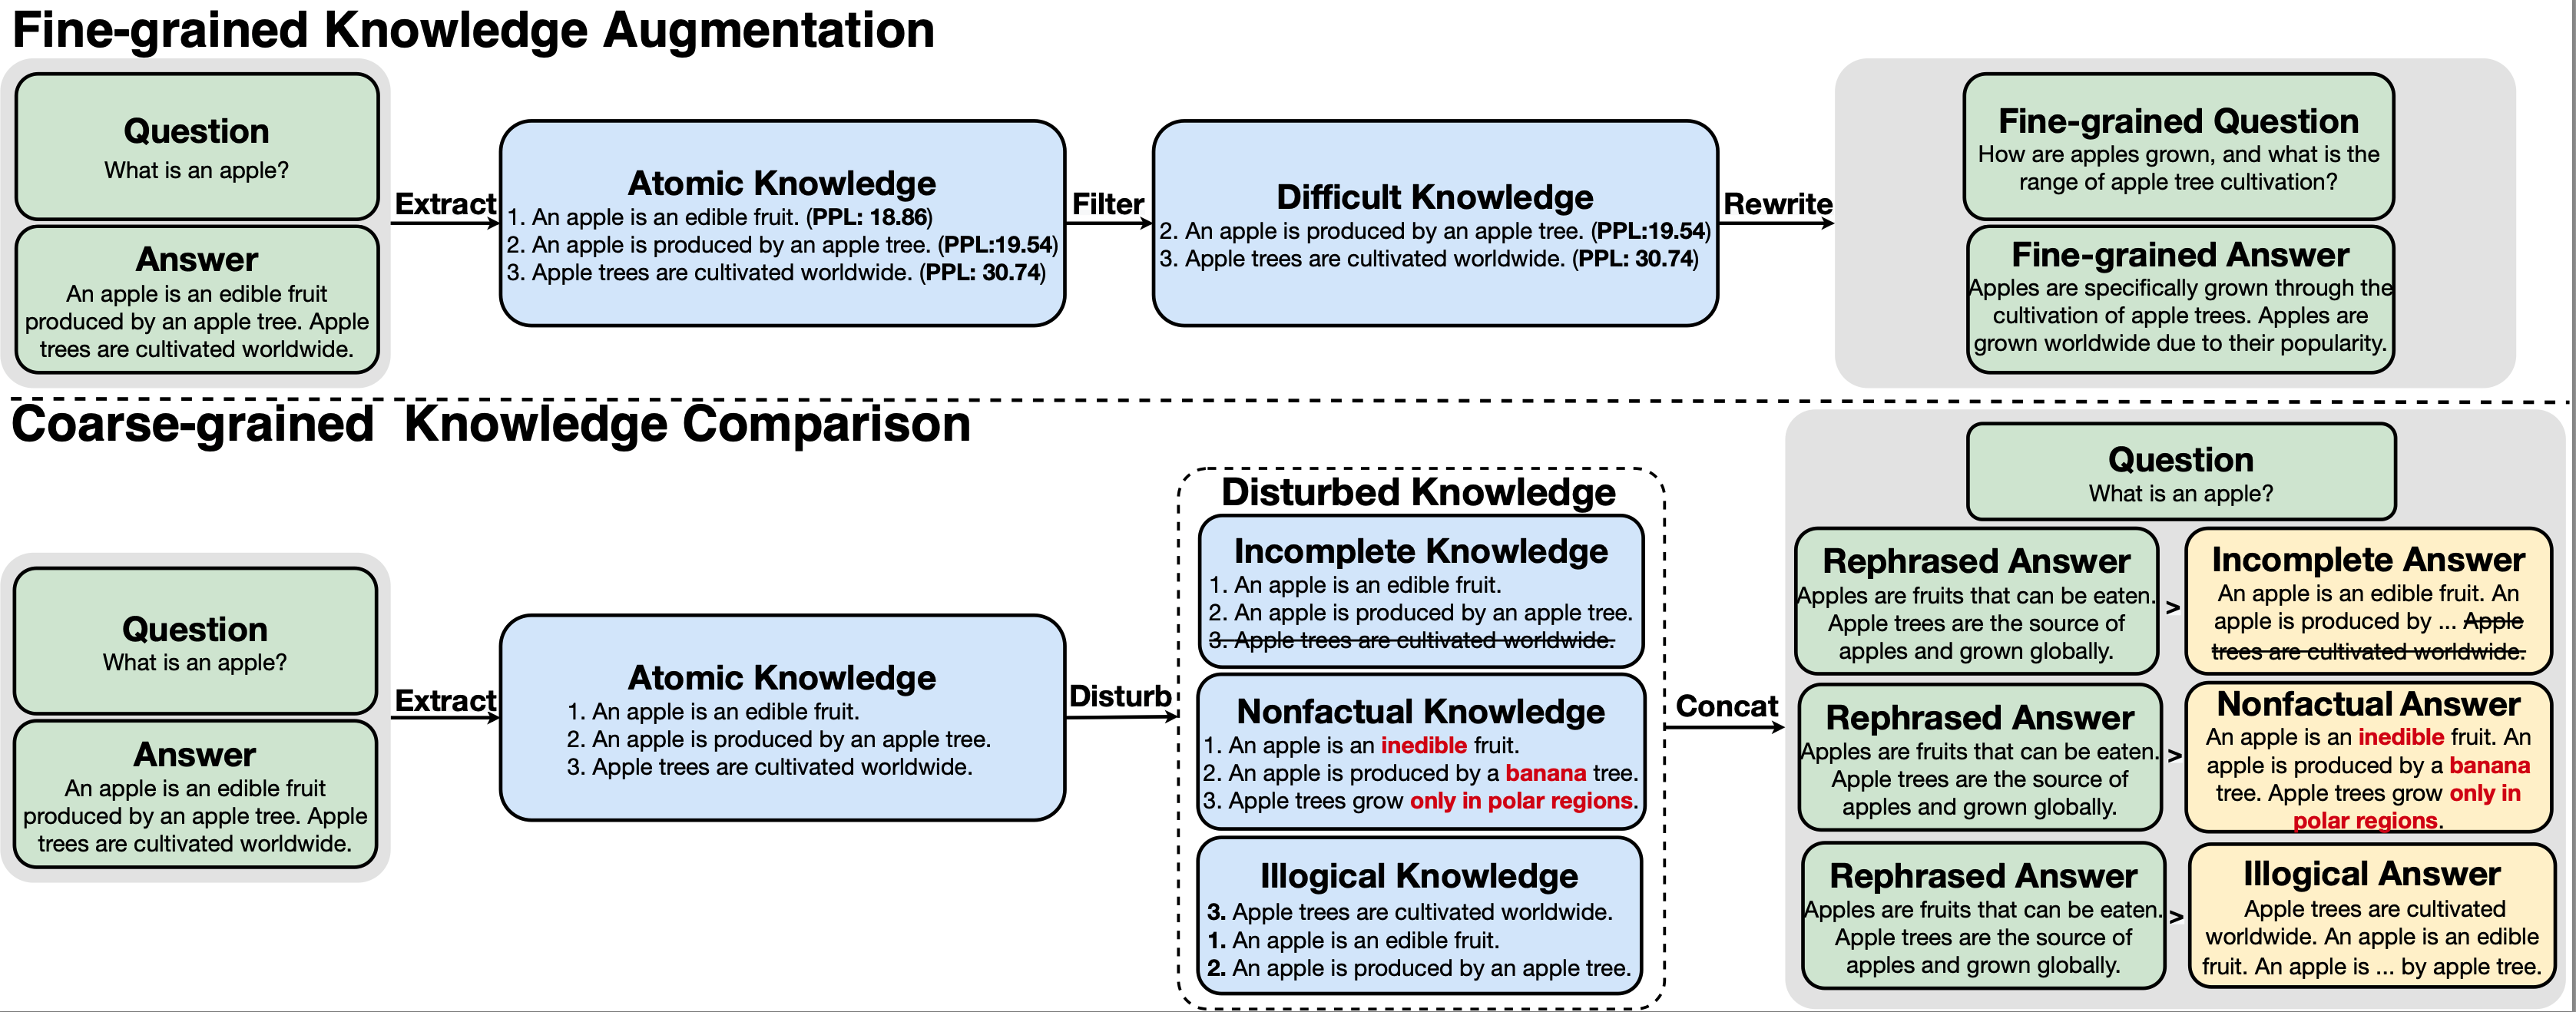 Fine-grained Knowledge Augmentation
Question
What is an apple?
Answer
An apple is an edible fruit
produced by an apple tree. Apple
trees are cultivated worldwide.
Extract
Atomic Knowledge
1. An apple is an edible fruit. (PPL: 18.86)
2. An apple is produced by an apple tree. (PPL:19.54)
3. Apple trees are cultivated worldwide. (PPL: 30.74)
Filter
Difficult Knowledge
2. An apple is produced by an apple tree. (PPL:19.54)
3. Apple trees are cultivated worldwide. (PPL: 30.74)
Rewrite
Fine-grained Question
How are apples grown, and what is the
range of apple tree cultivation?
Fine-grained Answer
Apples are specifically grown through the
cultivation of apple trees. Apples are
grown worldwide due to their popularity.
Coarse-grained Knowledge Comparison
Question
What is an apple?
Answer
An apple is an edible fruit
produced by an apple tree. Apple
trees are cultivated worldwide.
Extract
Atomic Knowledge
1. An apple is an edible fruit.
2. An apple is produced by an apple tree.
3. Apple trees are cultivated worldwide.
Disturb
Disturbed Knowledge
Incomplete Knowledge
1. An apple is an edible fruit.
2. An apple is produced by an apple tree.
3. Apple trees are cultivated worldwide.
Nonfactual Knowledge
1. An apple is an inedible fruit.
2. An apple is produced by a banana tree.
3. Apple trees grow only in polar regions.
Illogical Knowledge
3. Apple trees are cultivated worldwide.
1. An apple is an edible fruit.
2. An apple is produced by an apple tree.
Concat
Question
What is an apple?
Rephrased Answer
Apples are fruits that can be eaten.
Apple trees are the source of
apples and grown globally.
>
Incomplete Answer
An apple is an edible fruit. An
apple is produced by ... Apple
trees are cultivated worldwide.
Rephrased Answer
Apples are fruits that can be eaten.
Apple trees are the source of
apples and grown globally.
>
Nonfactual Answer
An apple is an inedible fruit. An
apple is produced by a banana
tree. Apple trees grow only in
polar regions.
Rephrased Answer
Apples are fruits that can be eaten.
Apple trees are the source of
apples and grown globally.
>
Illogical Answer
Apple trees are cultivated
worldwide. An apple is an edible
fruit. An apple is ... by apple tree.